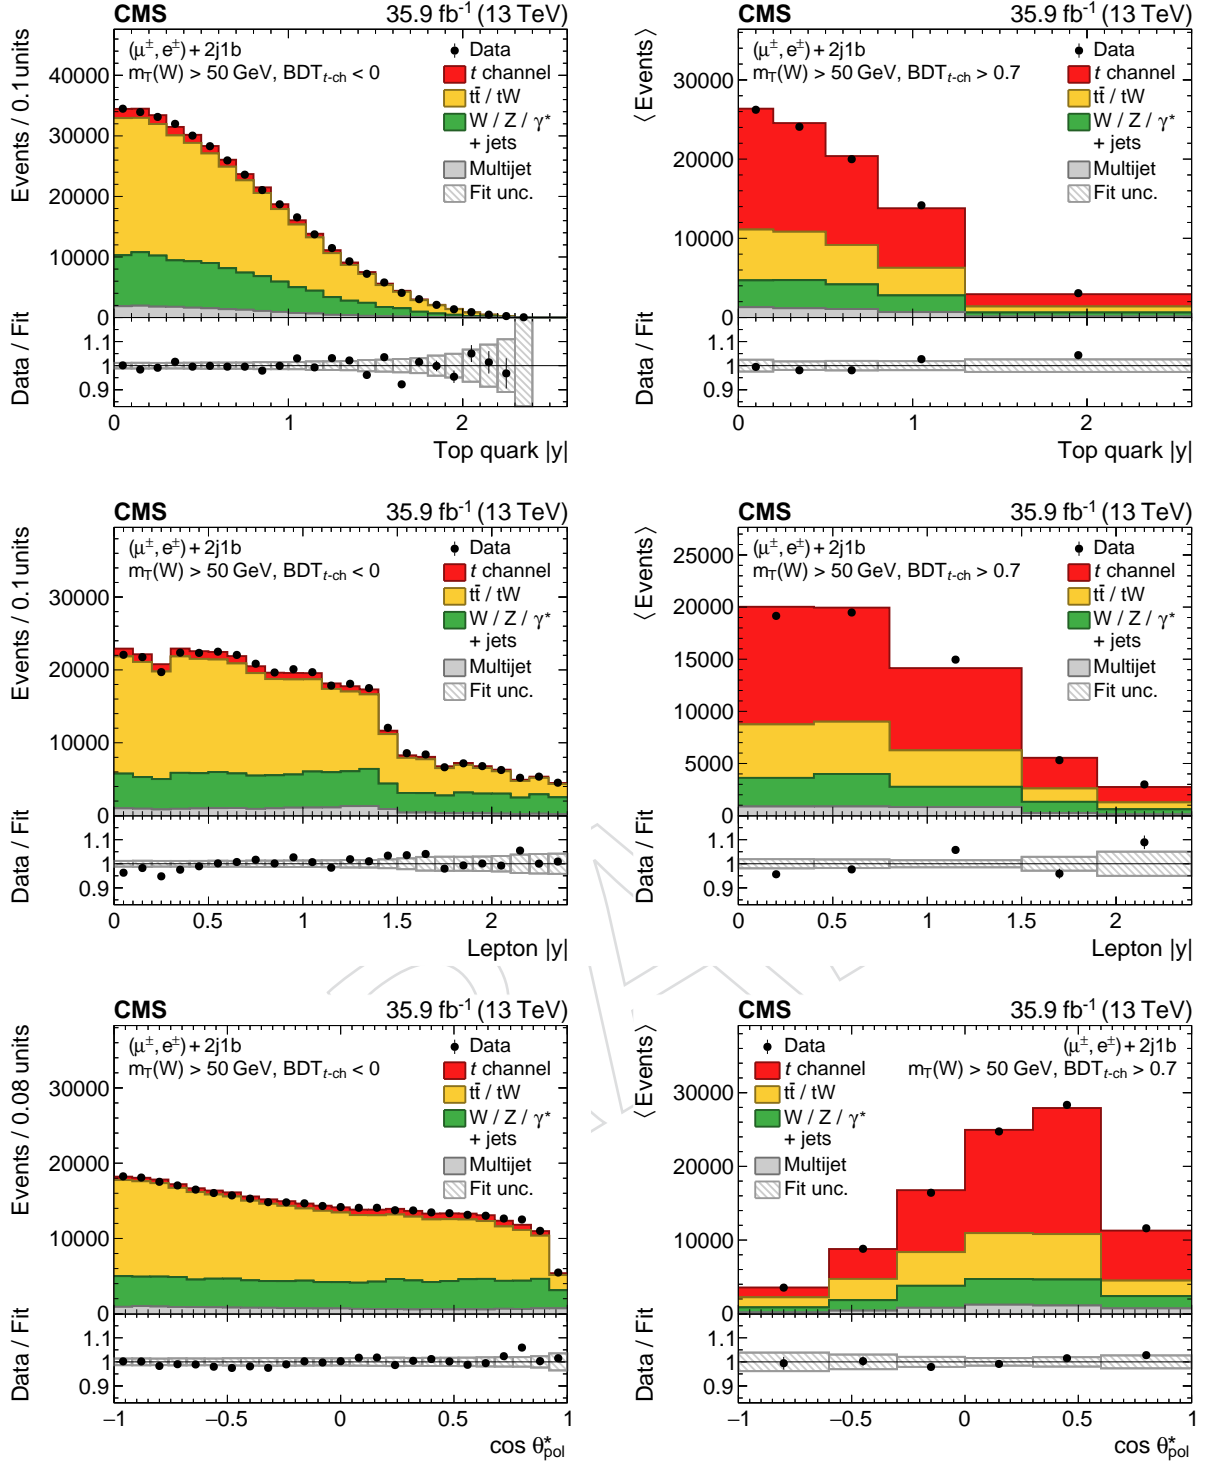 CMS 35.9 fb-1 (13 TeV)
(μ±, e±) + 2j1b
mT(W) > 50 GeV, BDTt-ch < 0
Data
t channel
tt̄ / tW
W / Z / γ*
+ jets
Multijet
Fit unc.
Events / 0.1 units
40000
30000
20000
10000
0
Data / Fit
1.1
1
0.9
0 1 2
Top quark |y|
CMS 35.9 fb-1 (13 TeV)
(μ±, e±) + 2j1b
mT(W) > 50 GeV, BDTt-ch > 0.7
Data
t channel
tt̄ / tW
W / Z / γ*
+ jets
Multijet
Fit unc.
⟨Events⟩
30000
20000
10000
0
Data / Fit
1.1
1
0.9
0 1 2
Top quark |y|
CMS 35.9 fb-1 (13 TeV)
(μ±, e±) + 2j1b
mT(W) > 50 GeV, BDTt-ch < 0
Data
t channel
tt̄ / tW
W / Z / γ*
+ jets
Multijet
Fit unc.
Events / 0.1 units
30000
20000
10000
0
Data / Fit
1.1
1
0.9
0 0.5 1 1.5 2
Lepton |y|
CMS 35.9 fb-1 (13 TeV)
(μ±, e±) + 2j1b
mT(W) > 50 GeV, BDTt-ch > 0.7
Data
t channel
tt̄ / tW
W / Z / γ*
+ jets
Multijet
Fit unc.
⟨Events⟩
25000
20000
15000
10000
5000
0
Data / Fit
1.1
1
0.9
0 0.5 1 1.5 2
Lepton |y|
CMS 35.9 fb-1 (13 TeV)
(μ±, e±) + 2j1b
mT(W) > 50 GeV, BDTt-ch < 0
Data
t channel
tt̄ / tW
W / Z / γ*
+ jets
Multijet
Fit unc.
Events / 0.08 units
30000
20000
10000
0
Data / Fit
1.1
1
0.9
−1 −0.5 0 0.5 1
cos θ*pol
CMS 35.9 fb-1 (13 TeV)
(μ±, e±) + 2j1b
mT(W) > 50 GeV, BDTt-ch > 0.7
Data
t channel
tt̄ / tW
W / Z / γ*
+ jets
Multijet
Fit unc.
⟨Events⟩
30000
20000
10000
0
Data / Fit
1.1
1
0.9
−1 −0.5 0 0.5 1
cos θ*pol